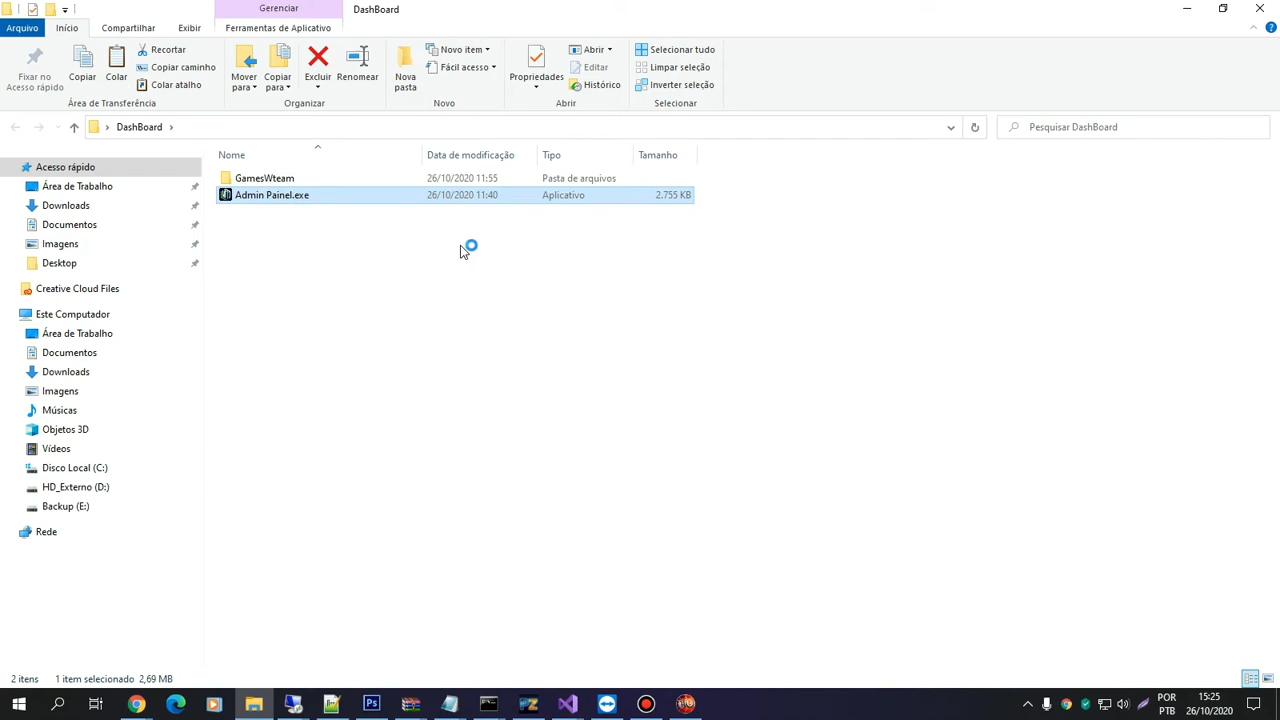 Gerenciar
DashBoard
Arquivo
Início
Compartilhar
Exibir
Ferramentas de Aplicativo
Fixar no
Acesso rápido
Copiar
Colar
Recortar
Copiar caminho
Colar atalho
Área de Transferência
Mover
para
Copiar
para
Excluir
Renomear
Organizar
Nova
pasta
Novo item
Fácil acesso
Novo
Propriedades
Abrir
Editar
Histórico
Abrir
Selecionar tudo
Limpar seleção
Inverter seleção
Selecionar
DashBoard
Pesquisar DashBoard
Nome
Data de modificação
Tipo
Tamanho
GamesWteam
26/10/2020 11:55
Pasta de arquivos
Admin Painel.exe
26/10/2020 11:40
Aplicativo
2.755 KB
Acesso rápido
Área de Trabalho
Downloads
Documentos
Imagens
Desktop
Creative Cloud Files
Este Computador
Área de Trabalho
Documentos
Downloads
Imagens
Músicas
Objetos 3D
Vídeos
Disco Local (C:)
HD_Externo (D:)
Backup (E:)
Rede
2 itens
1 item selecionado 2,69 MB
Ps
POR
PTB
15:25
26/10/2020